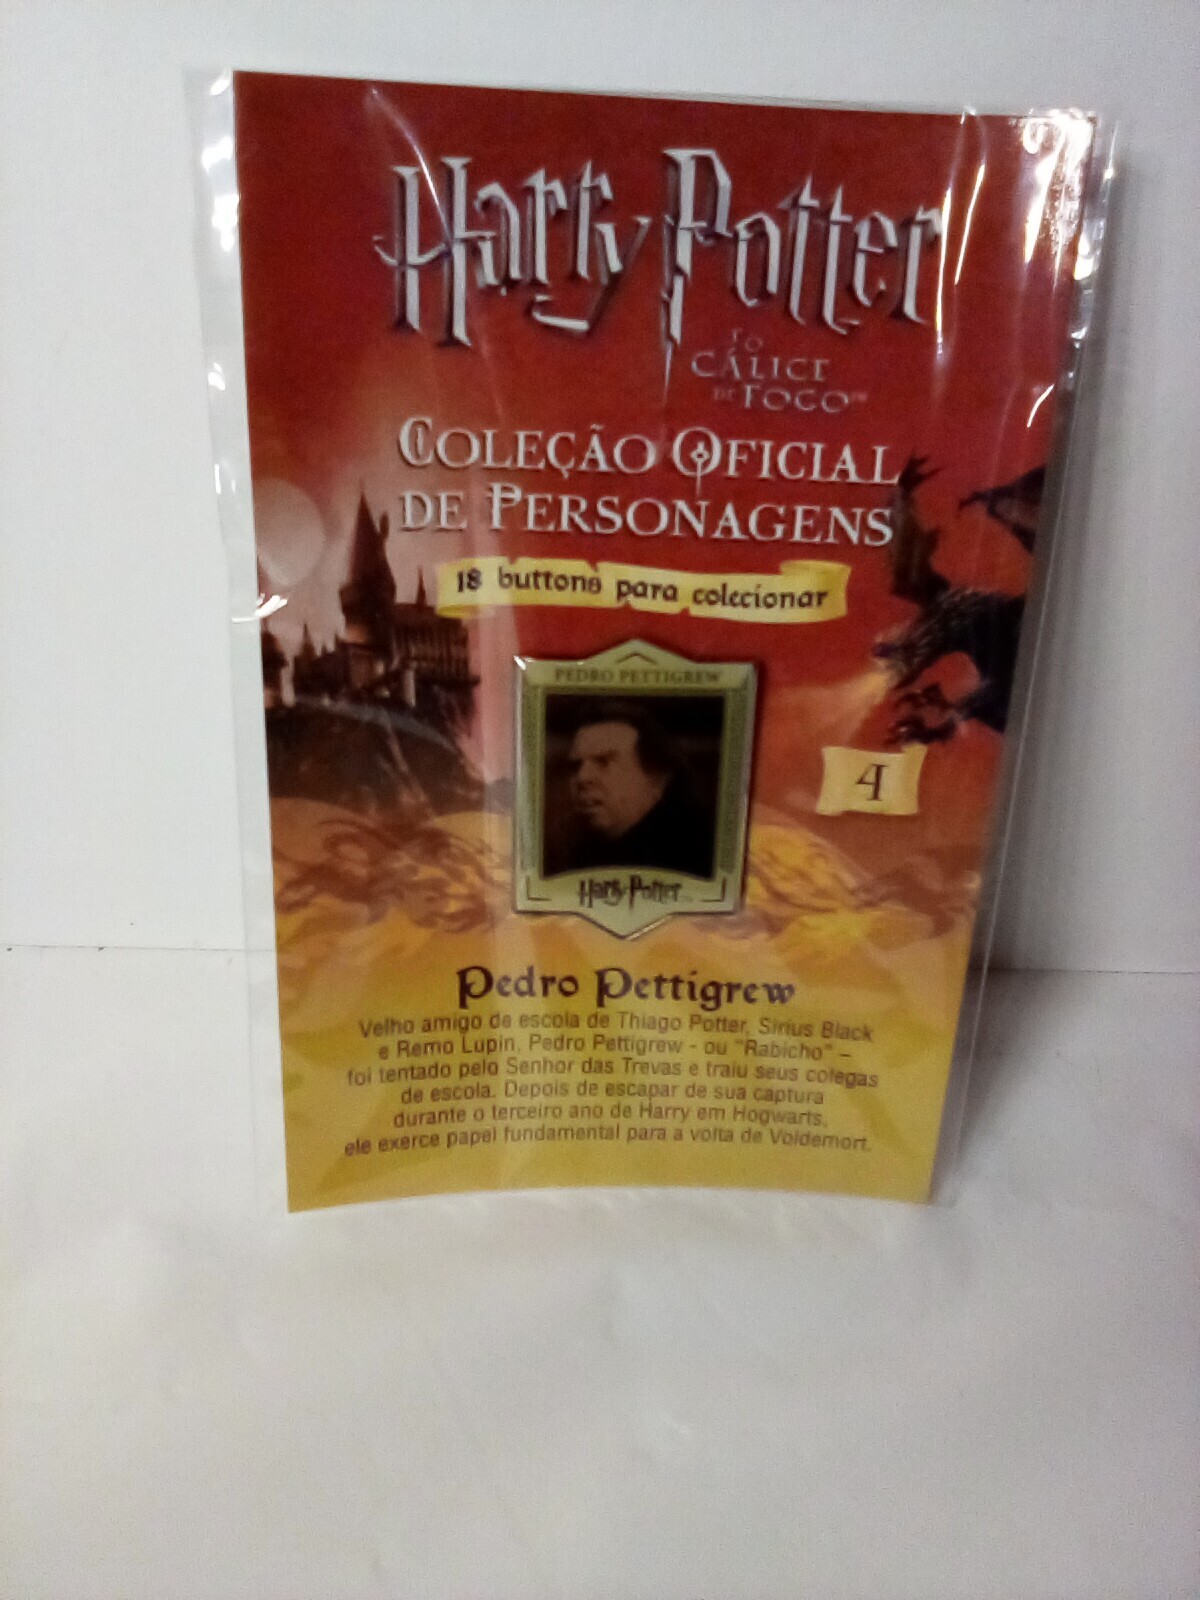 Harry Potter
E O
CÁLICE
DE FOGO™
COLEÇÃO OFICIAL
DE PERSONAGENS
18 buttons para colecionar
PEDRO PETTIGREW
4
Harry Potter
Pedro Pettigrew
Velho amigo de escola de Thiago Potter, Sirius Black
e Remo Lupin, Pedro Pettigrew - ou "Rabicho" –
foi tentado pelo Senhor das Trevas e traiu seus colegas
de escola. Depois de escapar de sua captura
durante o terceiro ano de Harry em Hogwarts,
ele exerce papel fundamental para a volta de Voldemort.